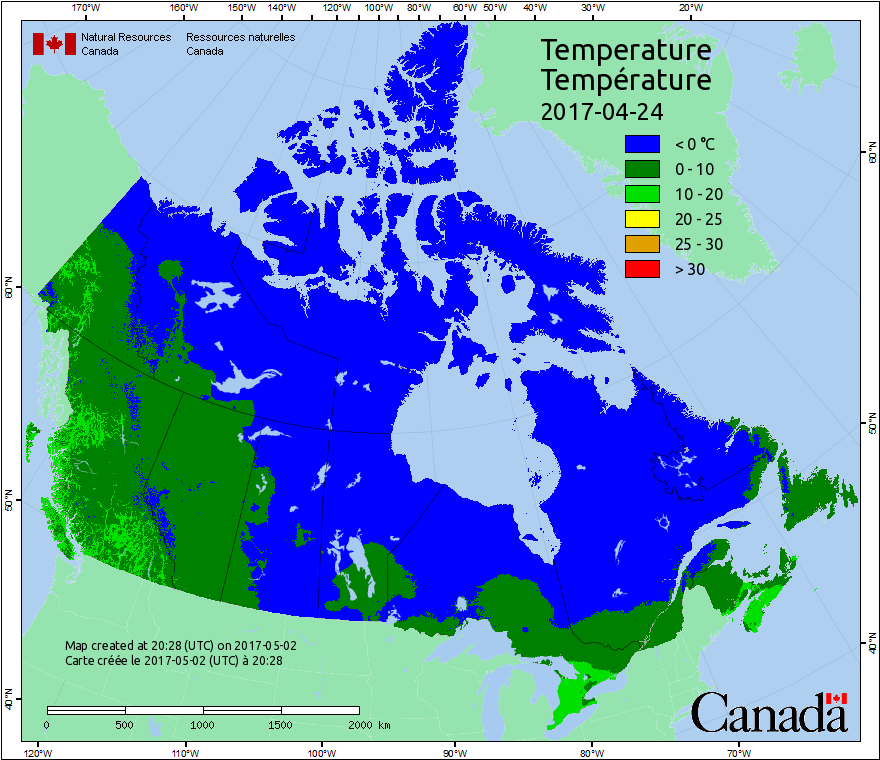 170°W 160°W 150°W 140°W 130°W 120°W 110°W 100°W 90°W 80°W 60°W 50°W 40°W 30°W 20°W
Natural Resources Ressources naturelles
Canada Canada
Temperature
Température
2017-04-24
< 0 °C
0 - 10
10 - 20
20 - 25
25 - 30
> 30
60°N
60°N
50°N
50°N
40°N
40°N
Map created at 20:28 (UTC) on 2017-05-02
Carte créée le 2017-05-02 (UTC) à 20:28
0 500 1000 1500 2000 km
Canada
120°W 110°W 100°W 90°W 80°W 70°W